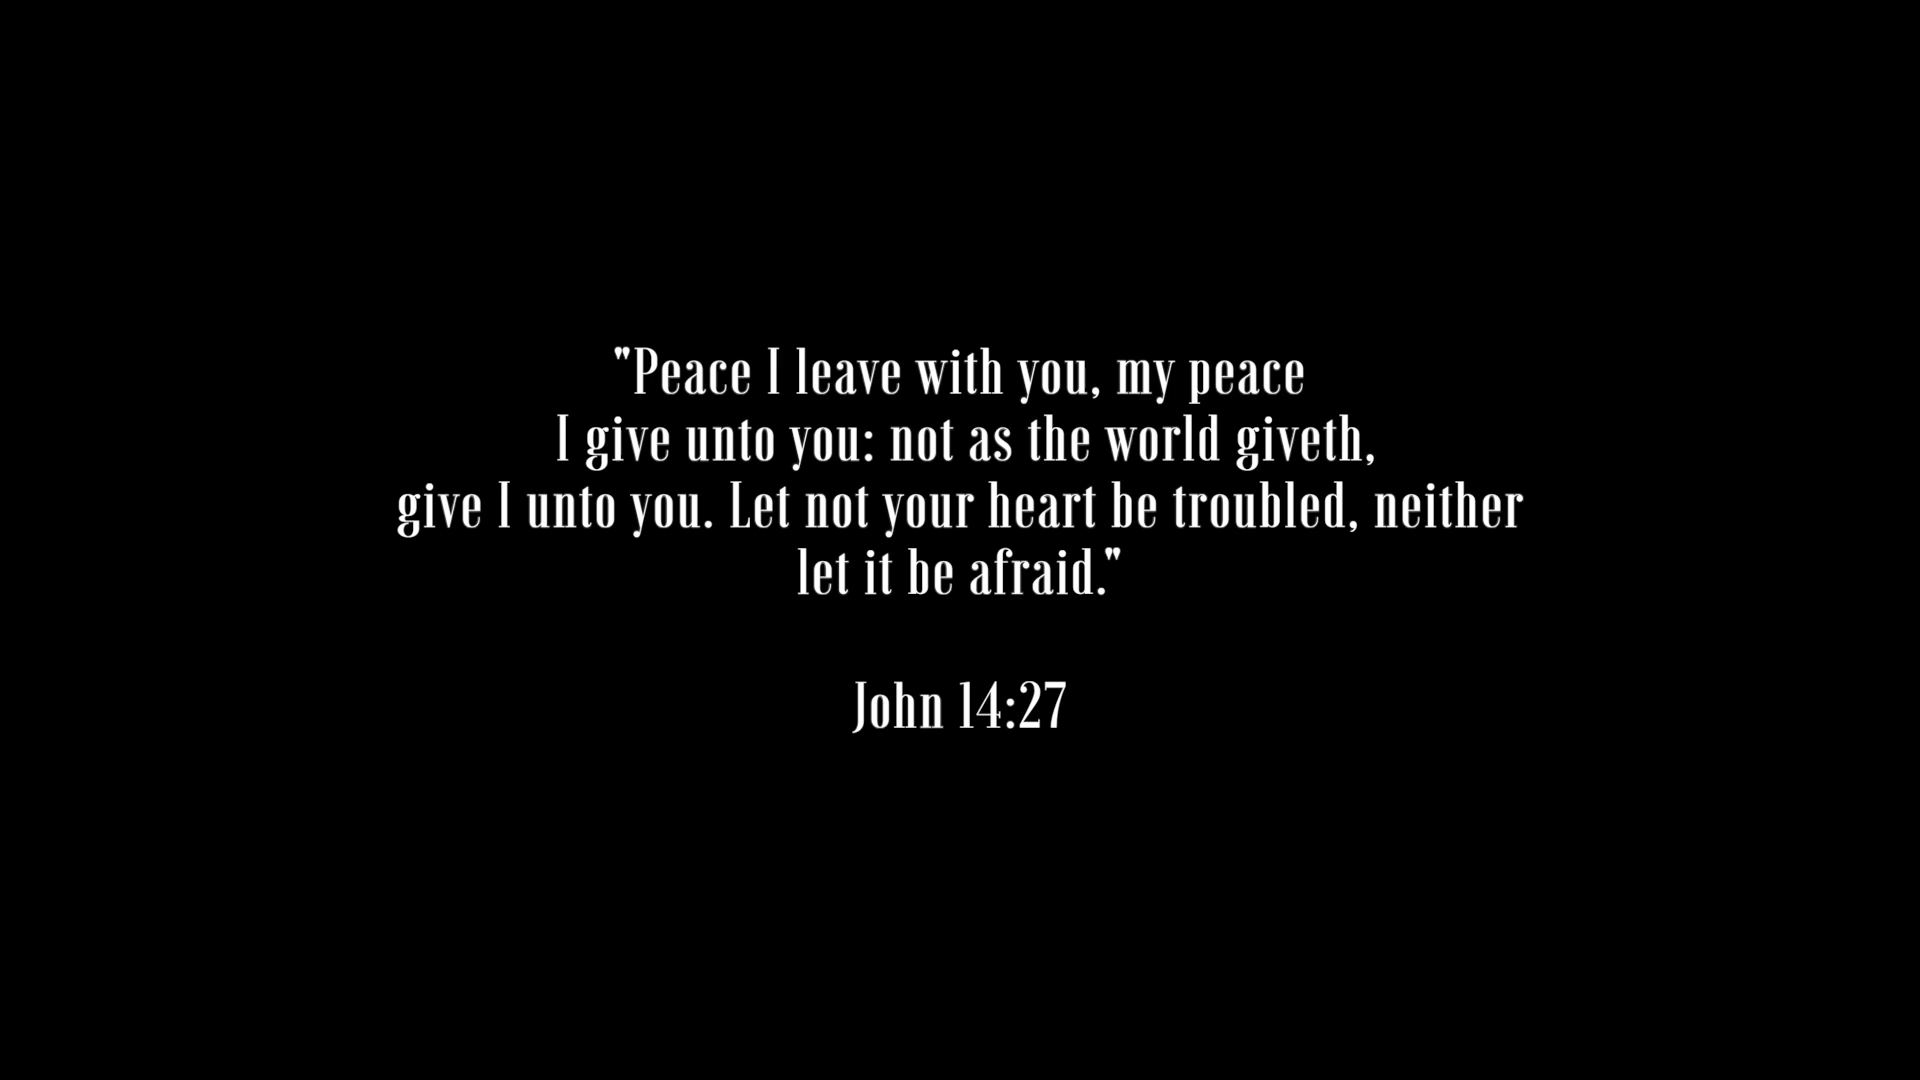 "Peace I leave with you, my peace
I give unto you: not as the world giveth,
give I unto you. Let not your heart be troubled, neither
let it be afraid."
John 14:27